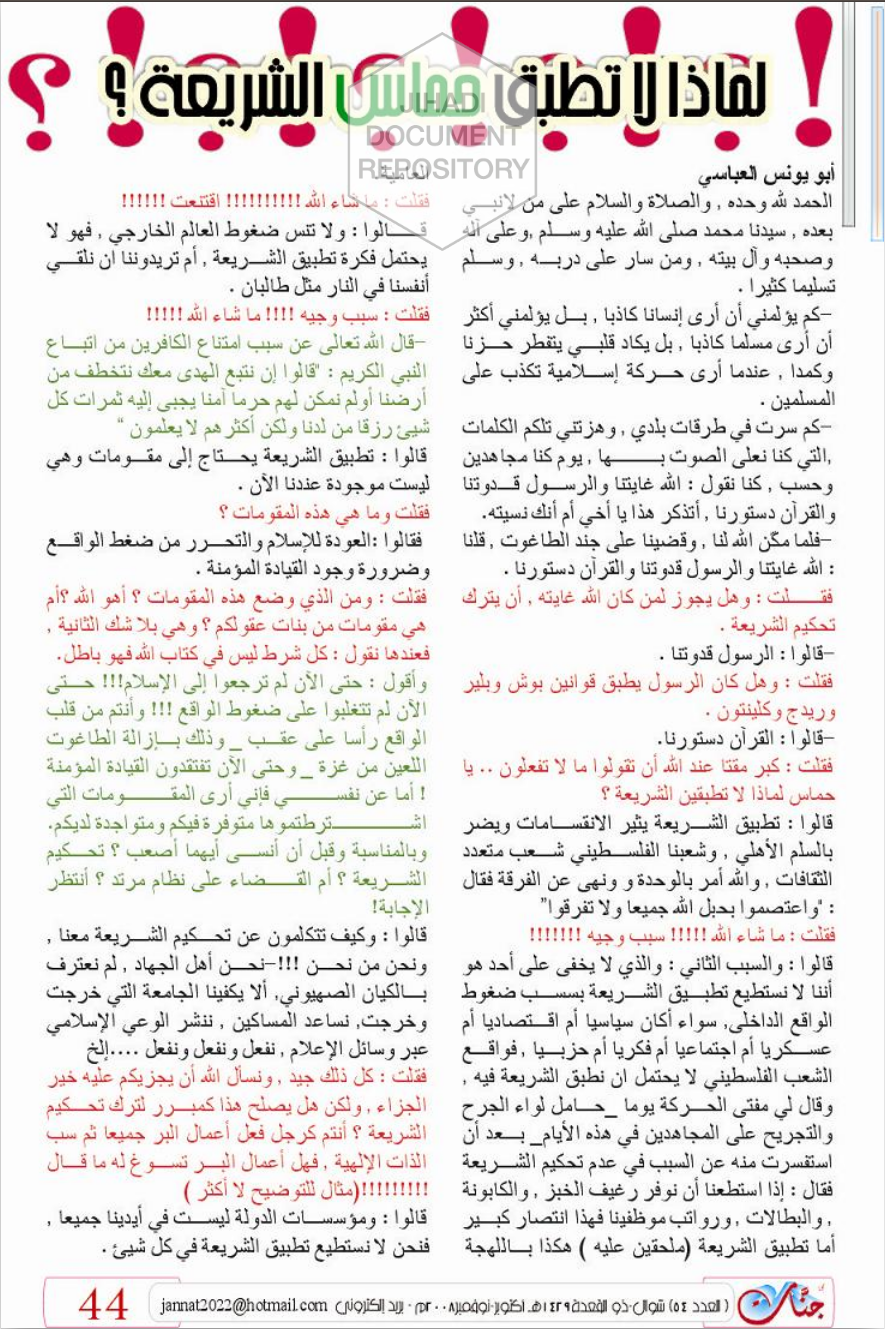 لماذا لا تطبق حماس الشريعة ؟
JIHADI
DOCUMENT
REPOSITORY
أبو يونس العباسي
الحمد لله وحده , والصلاة والسلام على من لانبي
بعده , سيدنا محمد صلى الله عليه وسلم ,وعلى آله
وصحبه وآل بيته , ومن سار على دربه , وسلم
تسليما كثيرا .
-كم يؤلمني أن أرى إنسانا كاذبا , بل يؤلمني أكثر
أن أرى مسلما كاذبا , بل يكاد قلبي يتفطر حزنا
وكمدا , عندما أرى حركة إسلامية تكذب على
المسلمين .
-كم سرت في طرقات بلدي , وهزتني تلكم الكلمات
,التي كنا نعلى الصوت بها , يوم كنا مجاهدين
وحسب , كنا نقول : الله غايتنا والرسول قدوتنا
والقرآن دستورنا , أتذكر هذا يا أخي أم أنك نسيته.
-فلما مكّن الله لنا , وقضينا على جند الطاغوت , قلنا
: الله غايتنا والرسول قدوتنا والقرآن دستورنا .
فقلت : وهل يجوز لمن كان الله غايته , أن يترك
تحكيم الشريعة .
-قالوا : الرسول قدوتنا .
فقلت : وهل كان الرسول يطبق قوانين بوش وبلير
وريدج وكلينتون .
-قالوا : القرآن دستورنا.
فقلت : كبر مقتا عند الله أن تقولوا ما لا تفعلون .. يا
حماس لماذا لا تطبقين الشريعة ؟
قالوا : تطبيق الشريعة يثير الانقسامات ويضر
بالسلم الأهلي , وشعبنا الفلسطيني شعب متعدد
الثقافات , والله أمر بالوحدة و ونهى عن الفرقة فقال
: "واعتصموا بحبل الله جميعا ولا تفرقوا"
فقلت : ما شاء الله !!!!! سبب وجيه !!!!!!!
قالوا : والسبب الثاني : والذي لا يخفى على أحد هو
أننا لا نستطيع تطبيق الشريعة بسسب ضغوط
الواقع الداخلى, سواء أكان سياسيا أم اقتصاديا أم
عسكريا أم اجتماعيا أم فكريا أم حزبيا , فواقع
الشعب الفلسطيني لا يحتمل ان نطبق الشريعة فيه ,
وقال لي مفتى الحركة يوما _حامل لواء الجرح
والتجريح على المجاهدين في هذه الأيام_ بعد أن
استفسرت منه عن السبب في عدم تحكيم الشريعة
فقال : إذا استطعنا أن نوفر رغيف الخبز , والكابونة
, والبطالات , ورواتب موظفينا فهذا انتصار كبير
أما تطبيق الشريعة (ملحقين عليه ) هكذا باللهجة
العامية.
فقلت : ما شاء الله !!!!!!!!!! اقتنعت !!!!!!
قالوا : ولا تنس ضغوط العالم الخارجي , فهو لا
يحتمل فكرة تطبيق الشريعة , أم تريدوننا ان نلقي
أنفسنا في النار مثل طالبان .
فقلت : سبب وجيه !!!! ما شاء الله !!!!!
-قال الله تعالى عن سبب امتناع الكافرين من اتباع
النبي الكريم : "قالوا إن نتبع الهدى معك نتخطف من
أرضنا أولم نمكن لهم حرما آمنا يجبى إليه ثمرات كل
شيئ رزقا من لدنا ولكن أكثرهم لا يعلمون "
قالوا : تطبيق الشريعة يحتاج إلى مقومات وهي
ليست موجودة عندنا الآن .
فقلت وما هي هذه المقومات ؟
فقالوا :العودة للإسلام والتحرر من ضغط الواقع
وضرورة وجود القيادة المؤمنة .
فقلت : ومن الذي وضع هذه المقومات ؟ أهو الله ؟أم
هي مقومات من بنات عقولكم ؟ وهي بلا شك الثانية ,
فعندها نقول : كل شرط ليس في كتاب الله فهو باطل.
وأقول : حتى الآن لم ترجعوا إلى الإسلام!!! حتى
الآن لم تتغلبوا على ضغوط الواقع !!! وأنتم من قلب
الواقع رأسا على عقب _ وذلك بإزالة الطاغوت
اللعين من غزة _ وحتى الآن تفتقدون القيادة المؤمنة
! أما عن نفسي فإني أرى المقومات التي
اشترطتموها متوفرة فيكم ومتواجدة لديكم.
وبالمناسبة وقبل أن أنسى أيهما أصعب ؟ تحكيم
الشريعة ؟ أم القضاء على نظام مرتد ؟ أنتظر
الإجابة!
قالوا : وكيف تتكلمون عن تحكيم الشريعة معنا ,
ونحن من نحن !!!-نحن أهل الجهاد , لم نعترف
بالكيان الصهيوني, ألا يكفينا الجامعة التي خرجت
وخرجت, نساعد المساكين , ننشر الوعي الإسلامي
عبر وسائل الإعلام , نفعل ونفعل ونفعل ....إلخ
فقلت : كل ذلك جيد , ونسأل الله أن يجزيكم عليه خير
الجزاء , ولكن هل يصلح هذا كمبرر لترك تحكيم
الشريعة ؟ أنتم كرجل فعل أعمال البر جميعا ثم سب
الذات الإلهية , فهل أعمال البر تسوغ له ما قال
!!!!!!!!!(مثال للتوضيح لا أكثر )
قالوا : ومؤسسات الدولة ليست في أيدينا جميعا ,
فنحن لا نستطيع تطبيق الشريعة في كل شيئ .
جنّات
( العدد ٥٤) شوال-ذو القعدة ١٤٢٩هـ اكتوبر-نوفمبر٢٠٠٨م - بريد إلكتروني jannat2022@hotmail.com
44